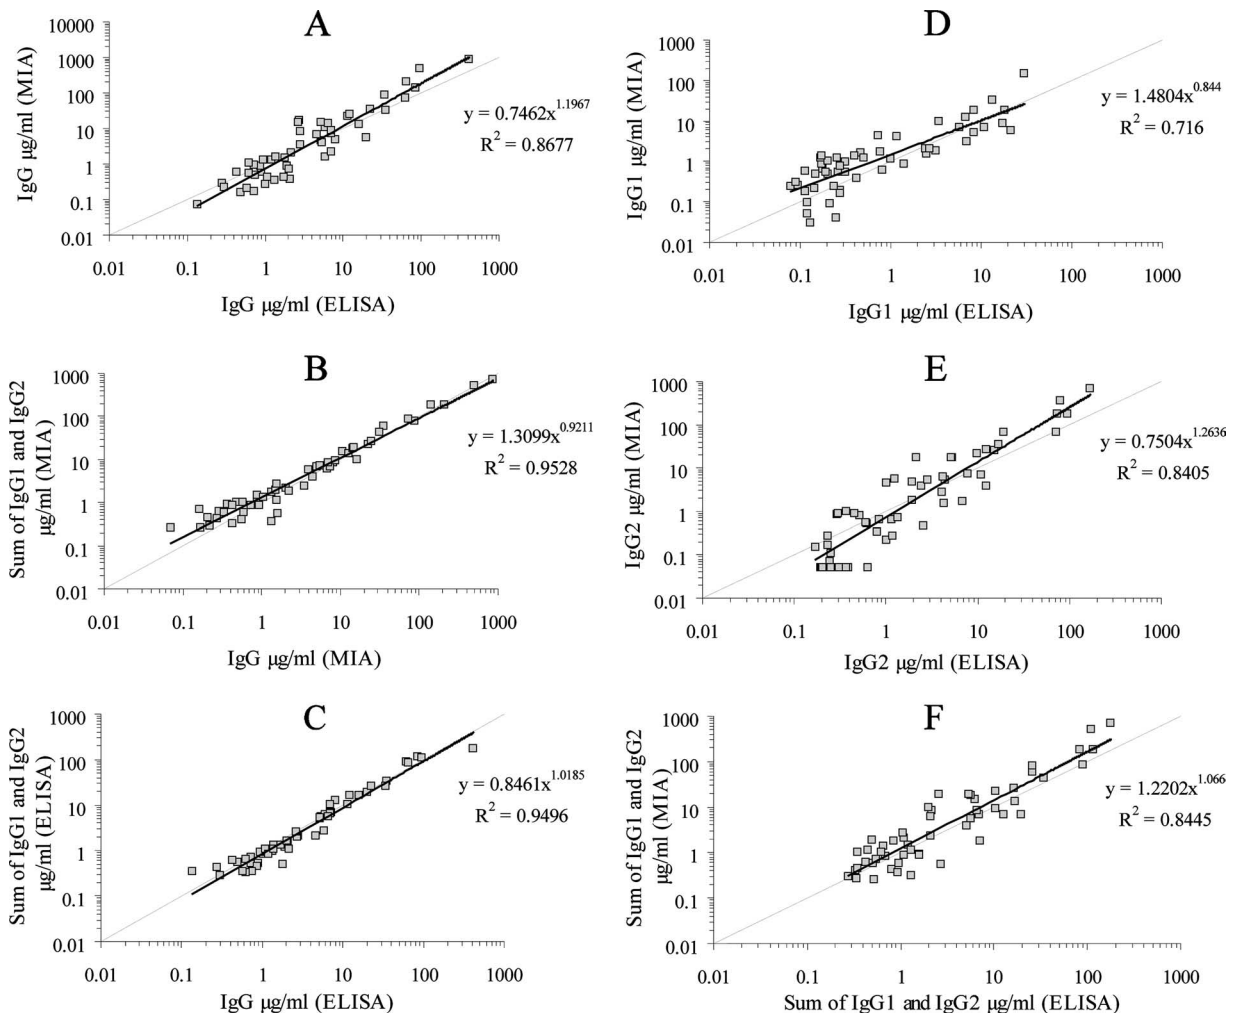 A
IgG µg/ml (MIA)
10000
1000
100
10
1
0.1
0.01
y = 0.7462x^1.1967
R^2 = 0.8677
0.01 0.1 1 10 100 1000
IgG µg/ml (ELISA)
D
IgG1 µg/ml (MIA)
1000
100
10
1
0.1
0.01
y = 1.4804x^0.844
R^2 = 0.716
0.01 0.1 1 10 100 1000
IgG1 µg/ml (ELISA)
B
Sum of IgG1 and IgG2
µg/ml (MIA)
1000
100
10
1
0.1
0.01
y = 1.3099x^0.9211
R^2 = 0.9528
0.01 0.1 1 10 100 1000
IgG µg/ml (MIA)
E
IgG2 µg/ml (MIA)
1000
100
10
1
0.1
0.01
y = 0.7504x^1.2636
R^2 = 0.8405
0.01 0.1 1 10 100 1000
IgG2 µg/ml (ELISA)
C
Sum of IgG1 and IgG2
µg/ml (ELISA)
1000
100
10
1
0.1
0.01
y = 0.8461x^1.0185
R^2 = 0.9496
0.01 0.1 1 10 100 1000
IgG µg/ml (ELISA)
F
Sum of IgG1 and IgG2
µg/ml (MIA)
1000
100
10
1
0.1
0.01
y = 1.2202x^1.066
R^2 = 0.8445
0.01 0.1 1 10 100 1000
Sum of IgG1 and IgG2 µg/ml (ELISA)